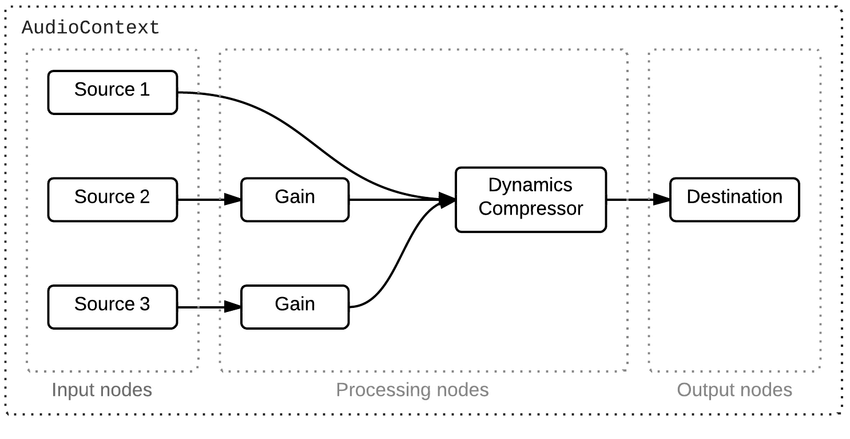 AudioContext
Source 1
Source 2
Gain
Dynamics
Compressor
Destination
Source 3
Gain
Input nodes
Processing nodes
Output nodes